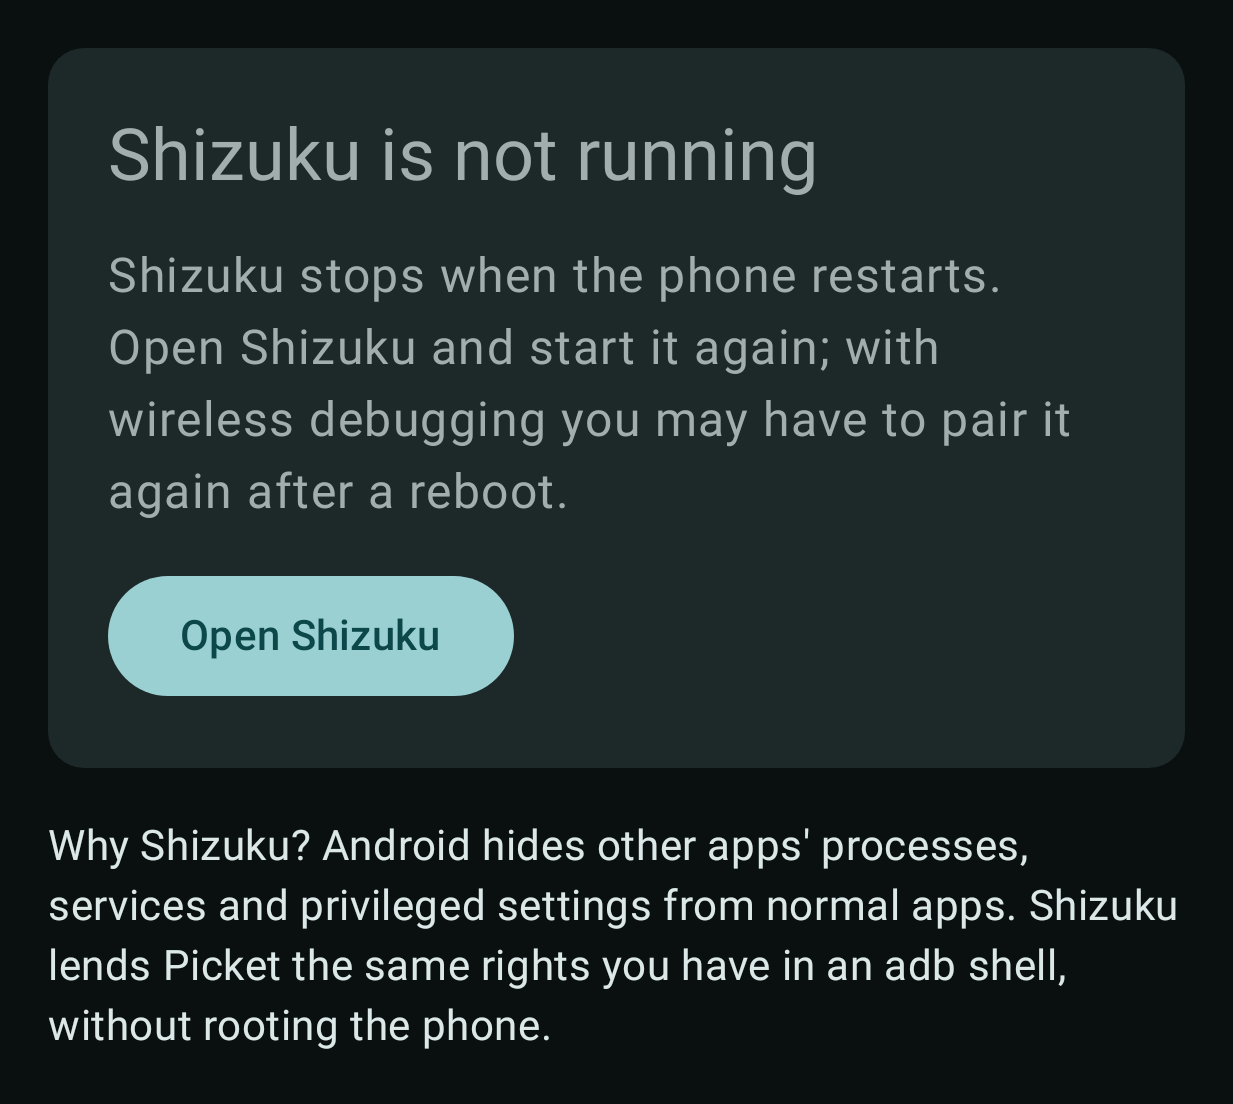 Shizuku is not running
Shizuku stops when the phone restarts.
Open Shizuku and start it again; with
wireless debugging you may have to pair it
again after a reboot.
Open Shizuku
Why Shizuku? Android hides other apps' processes,
services and privileged settings from normal apps. Shizuku
lends Picket the same rights you have in an adb shell,
without rooting the phone.